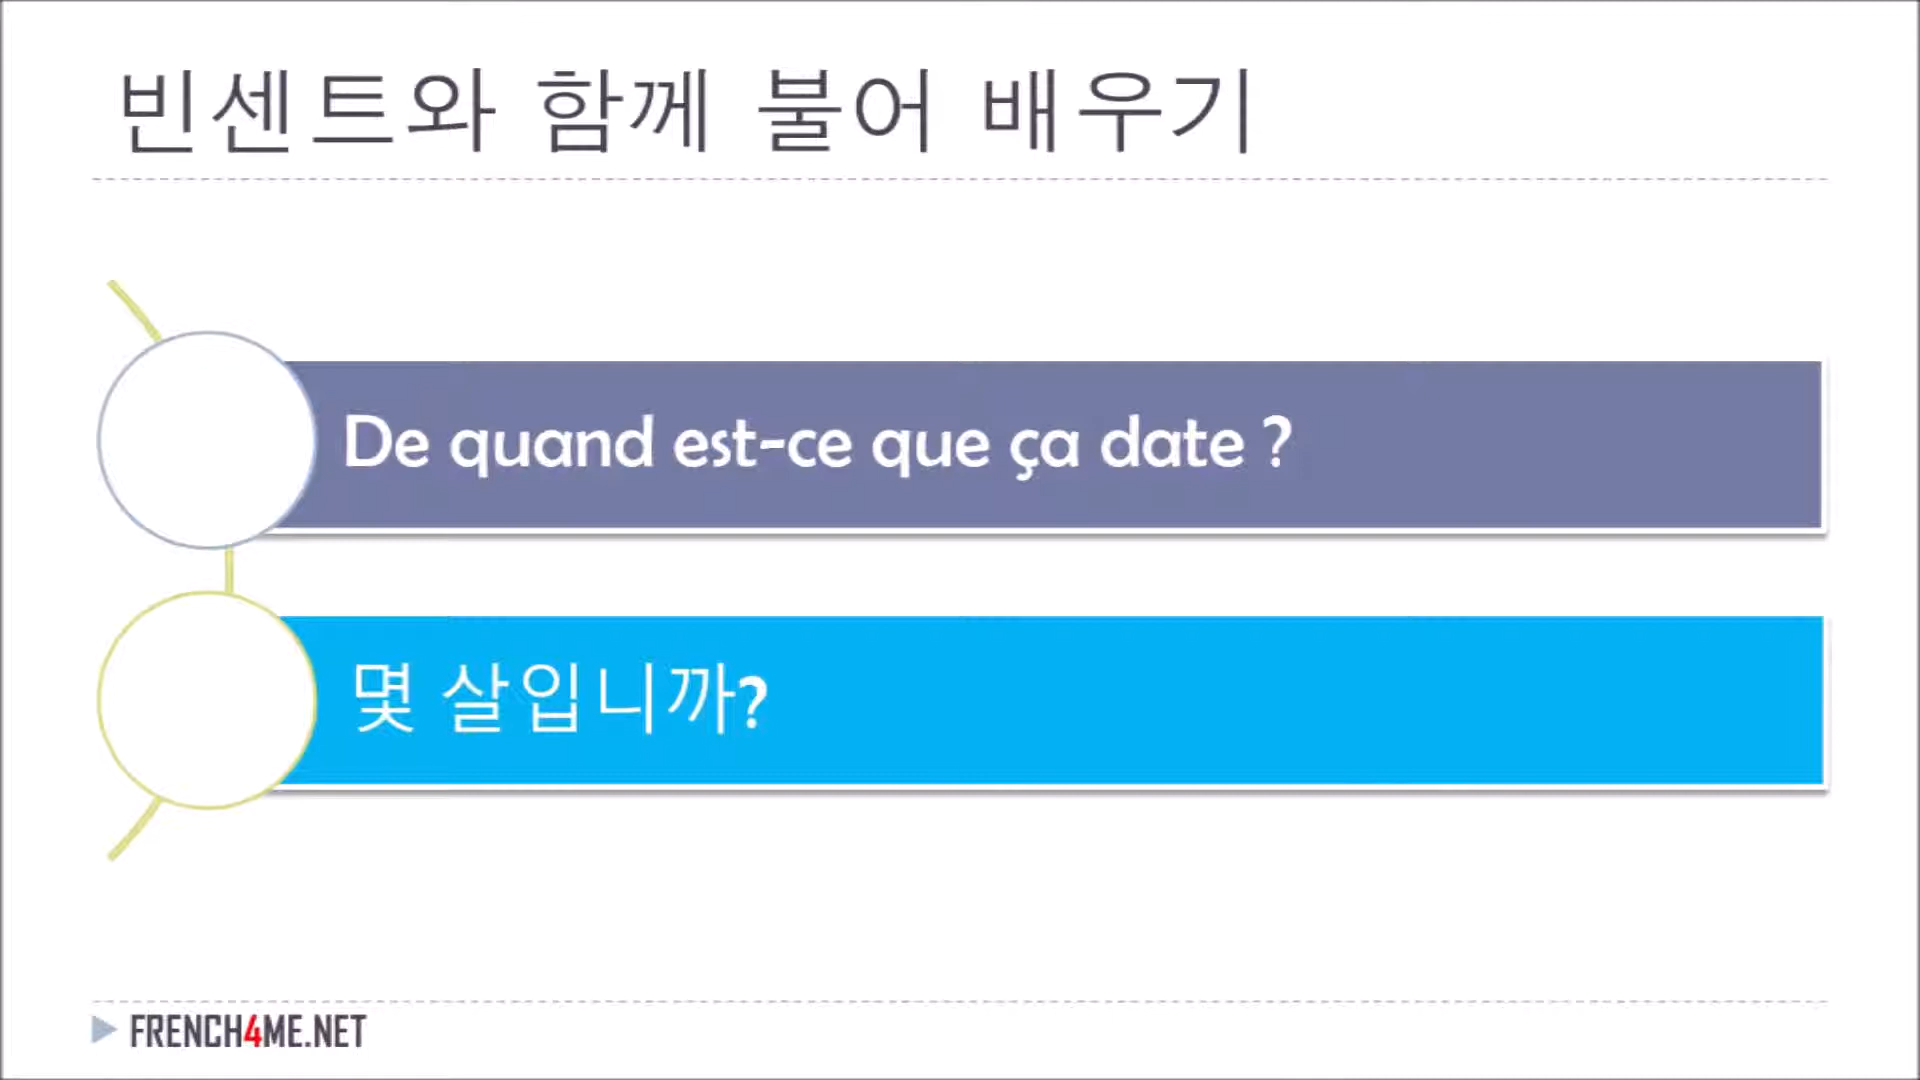 빈센트와 함께 불어 배우기
De quand est-ce que ça date ?
몇 살입니까?
FRENCH4ME.NET